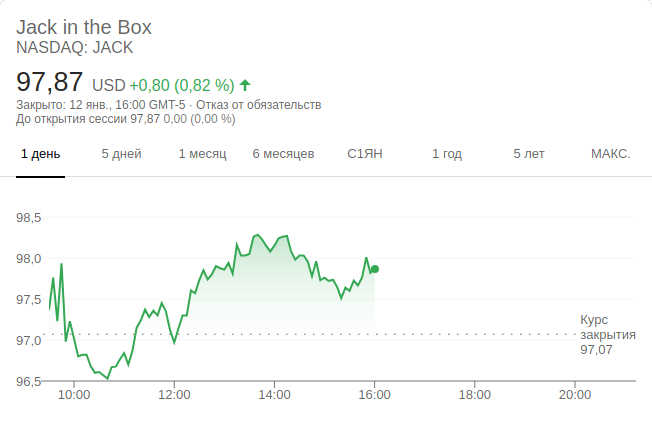 Jack in the Box
NASDAQ: JACK
97,87 USD +0,80 (0,82 %)
Закрыто: 12 янв., 16:00 GMT-5 · Отказ от обязательств
До открытия сессии 97,87 0,00 (0,00 %)
1 день 5 дней 1 месяц 6 месяцев С1ЯН 1 год 5 лет МАКС.
98,5
98,0
97,5
97,0
96,5
Курс
закрытия
97,07
10:00 12:00 14:00 16:00 18:00 20:00